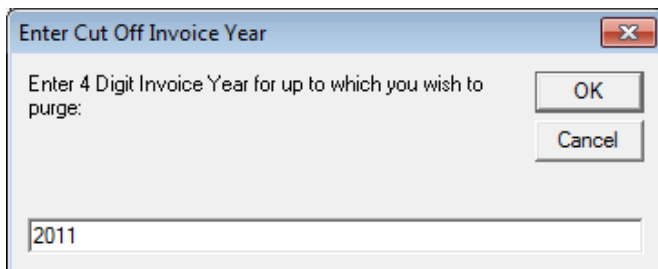 Enter Cut Off Invoice Year
Enter 4 Digit Invoice Year for up to which you wish to
purge:
OK
Cancel
2011